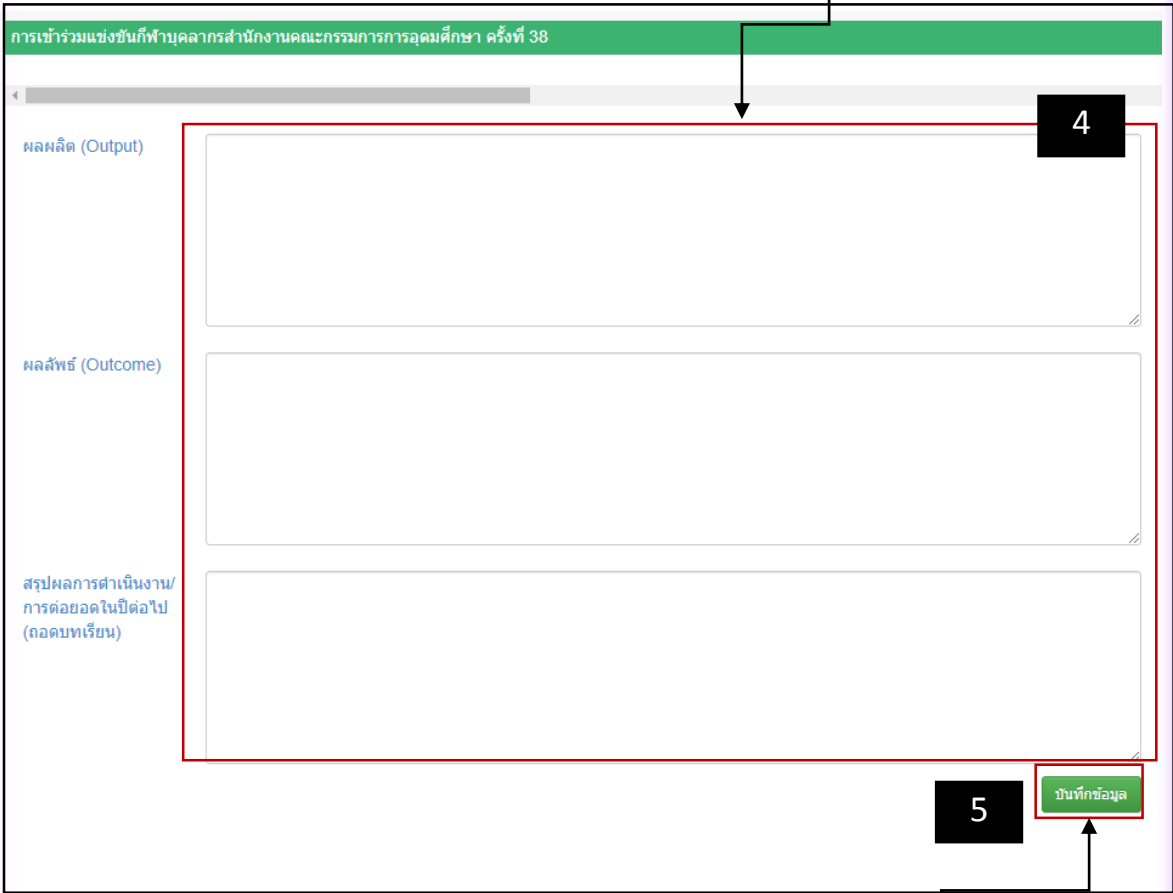 การเข้าร่วมแข่งขันกีฬาบุคลากรสำนักงานคณะกรรมการการอุดมศึกษา ครั้งที่ 38
4
ผลผลิต (Output)
ผลลัพธ์ (Outcome)
สรุปผลการดำเนินงาน/
การต่อยอดในปีต่อไป
(ถอดบทเรียน)
5
บันทึกข้อมูล